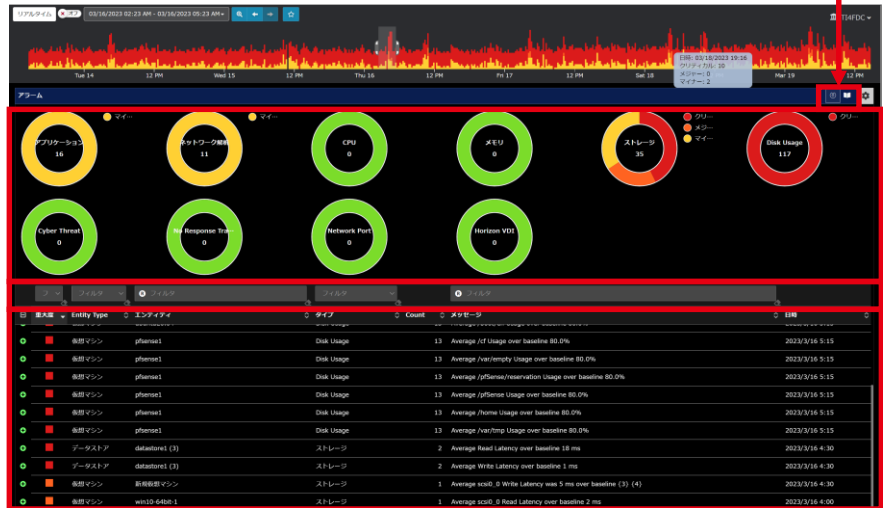 リアルタイム オフ 03/16/2023 02:23 AM - 03/16/2023 05:23 AM
TI4FDC
Tue 14 12 PM Wed 15 12 PM Thu 16 12 PM Fri 17 12 PM Sat 18 Mar 19 12 PM
日時: 03/18/2023 19:16
クリティカル: 10
メジャー: 0
マイナー: 2
アラーム
アプリケーション
16
マイ…
ネットワーク解析
11
マイ…
CPU
0
メモリ
0
ストレージ
35
クリ…
メジ…
マイ…
Disk Usage
117
クリ…
Cyber Threat
0
No Response Tra
0
Network Port
0
Horizon VDI
0
フ フィルタ フィルタ フィルタ フィルタ
重大度 Entity Type エンティティ タイプ Count メッセージ 日時
仮想マシン pfsense1 Disk Usage 13 Average /cf Usage over baseline 80.0% 2023/3/16 5:15
仮想マシン pfsense1 Disk Usage 13 Average /var/empty Usage over baseline 80.0% 2023/3/16 5:15
仮想マシン pfsense1 Disk Usage 13 Average /pfSense/reservation Usage over baseline 80.0% 2023/3/16 5:15
仮想マシン pfsense1 Disk Usage 13 Average /pfSense Usage over baseline 80.0% 2023/3/16 5:15
仮想マシン pfsense1 Disk Usage 13 Average /home Usage over baseline 80.0% 2023/3/16 5:15
仮想マシン pfsense1 Disk Usage 13 Average /var/tmp Usage over baseline 80.0% 2023/3/16 5:15
データストア datastore1 (3) ストレージ 2 Average Read Latency over baseline 18 ms 2023/3/16 4:30
データストア datastore1 (3) ストレージ 2 Average Write Latency over baseline 1 ms 2023/3/16 4:30
仮想マシン 新規仮想マシン ストレージ 1 Average scsi0_0 Write Latency was 5 ms over baseline (3) (4) 2023/3/16 4:30
仮想マシン win10-64bit-1 ストレージ 1 Average scsi0_0 Read Latency over baseline 2 ms 2023/3/16 4:00